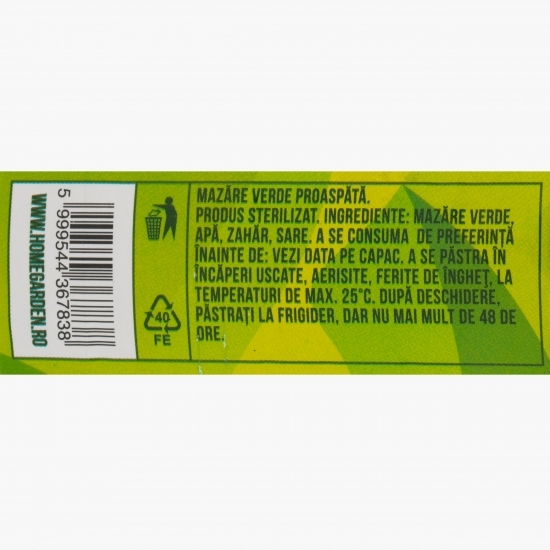 WWW.HOMEGARDEN.RO
5 999544 367838
40
FE
MAZĂRE VERDE PROASPĂTĂ.
PRODUS STERILIZAT. INGREDIENTE: MAZĂRE VERDE,
APĂ, ZAHĂR, SARE. A SE CONSUMA DE PREFERINȚĂ
ÎNAINTE DE: VEZI DATA PE CAPAC. A SE PĂSTRA ÎN
ÎNCĂPERI USCATE, AERISITE, FERITE DE ÎNGHEȚ, LA
TEMPERATURI DE MAX. 25°C. DUPĂ DESCHIDERE,
PĂSTRAȚI LA FRIGIDER, DAR NU MAI MULT DE 48 DE
ORE.